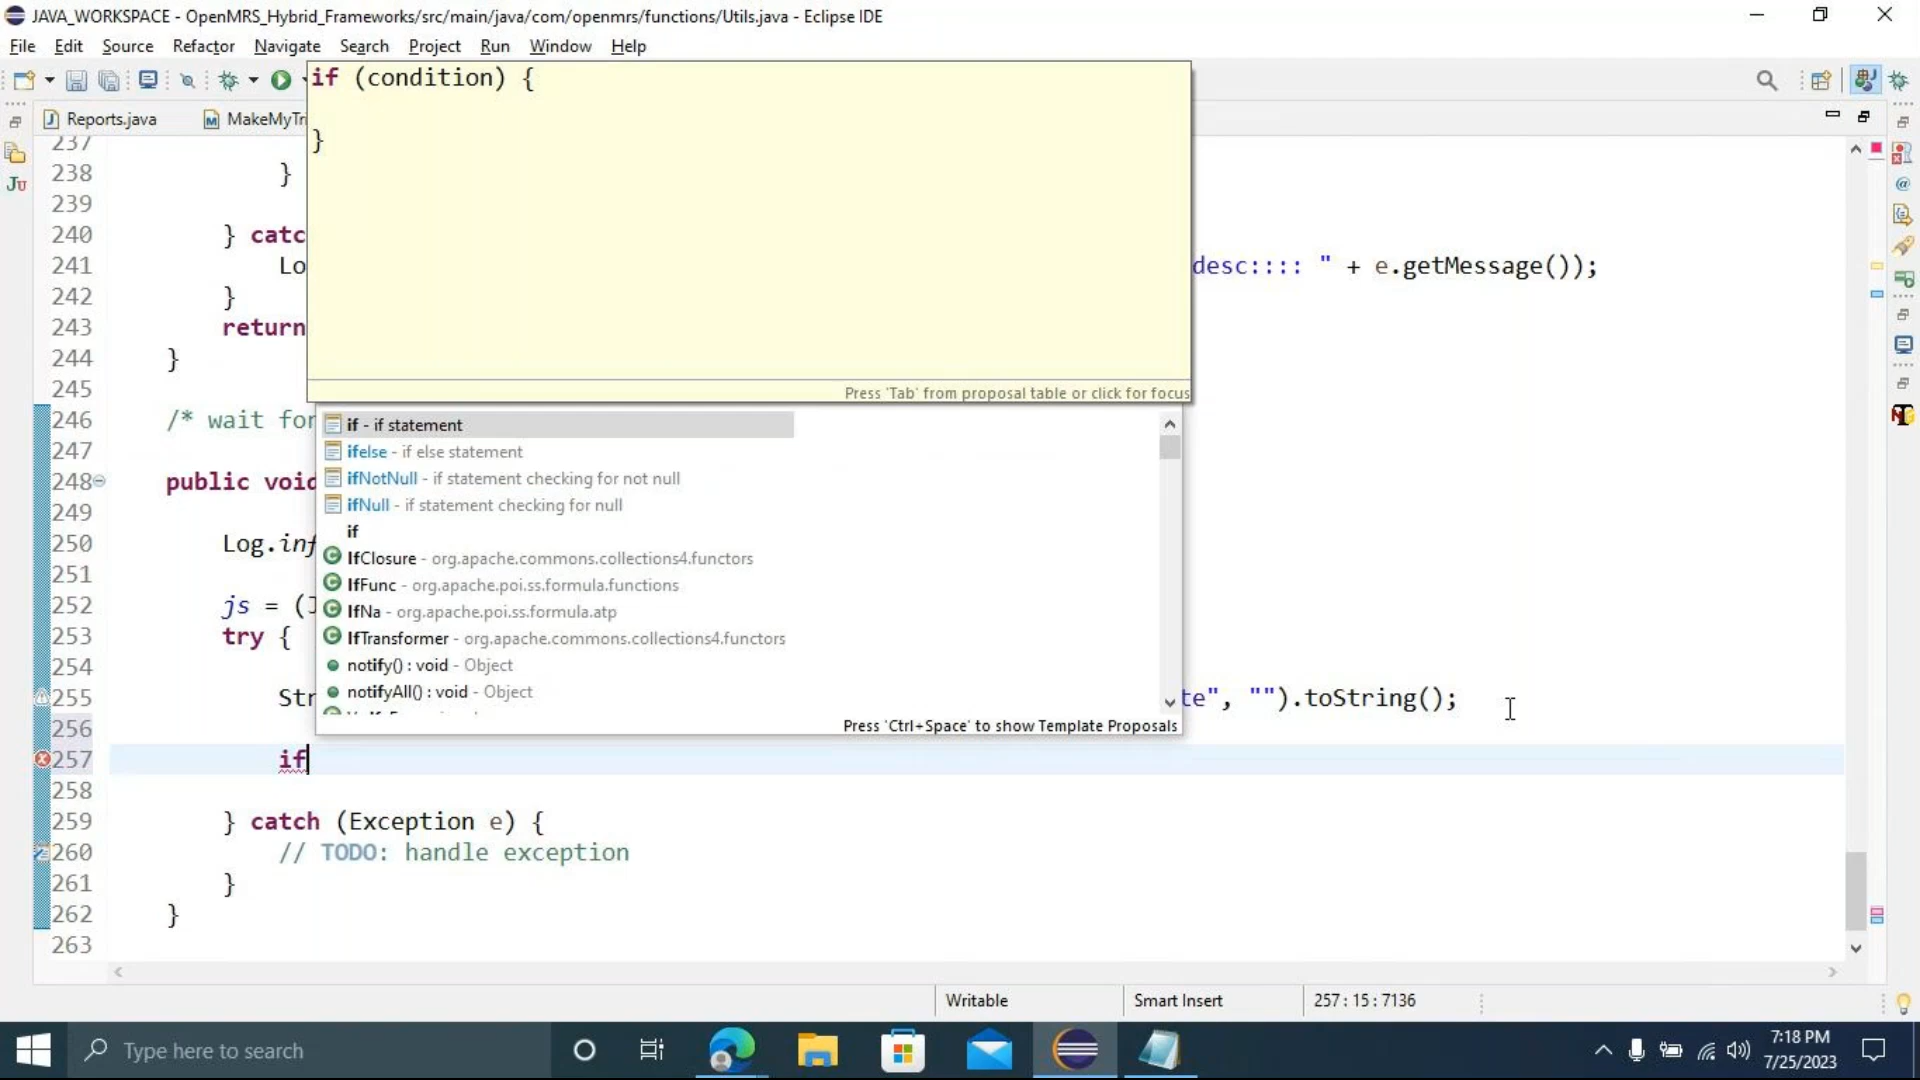 JAVA_WORKSPACE - OpenMRS_Hybrid_Frameworks/src/main/java/com/openmrs/functions/Utils.java - Eclipse IDE
File Edit Source Refactor Navigate Search Project Run Window Help
Reports.java MakeMyTri
if (condition) {
}
Press 'Tab' from proposal table or click for focus
237
238 }
239
240 } catc
241 Lo desc:::: " + e.getMessage());
242 }
243 return
244 }
245
246 /* wait for
247
248 public void
249
250 Log.inf
251
252 js = (J
253 try {
254
255 Str te", "").toString();
256
257 if
258
259 } catch (Exception e) {
260 // TODO: handle exception
261 }
262 }
263
if - if statement
ifelse - if else statement
ifNotNull - if statement checking for not null
ifNull - if statement checking for null
if
IfClosure - org.apache.commons.collections4.functors
IfFunc - org.apache.poi.ss.formula.functions
IfNa - org.apache.poi.ss.formula.atp
IfTransformer - org.apache.commons.collections4.functors
notify() : void - Object
notifyAll() : void - Object
Press 'Ctrl+Space' to show Template Proposals
Writable Smart Insert 257 : 15 : 7136
Type here to search
7:18 PM
7/25/2023